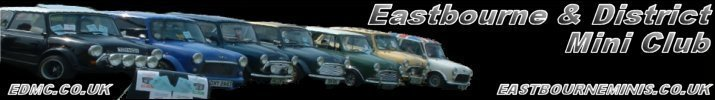 Eastbourne & District
Mini Club
EDMC.CO.UK
EASTBOURNEMINIS.CO.UK